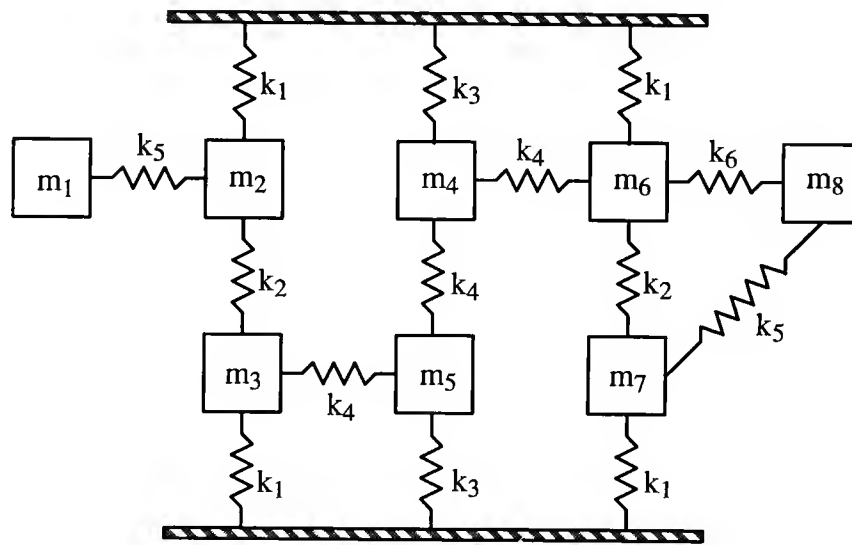 k₁ k₃ k₁
k₅ k₄ k₆
m₁ m₂ m₄ m₆ m₈
k₂ k₄ k₂
k₅
m₃ m₅ m₇
k₄
k₁ k₃ k₁